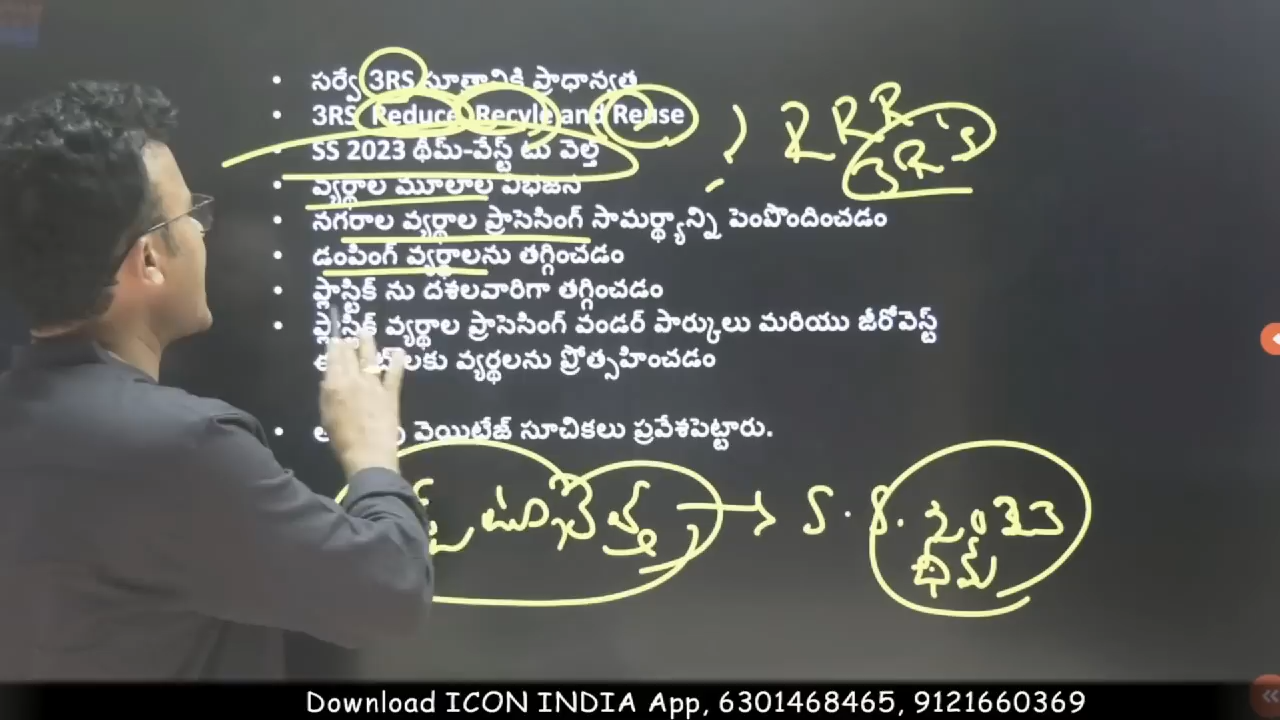 సర్వే 3RS సూత్రానికి ప్రాధాన్యత
3RS Reduce Recyle and Reuse
SS 2023 థీమ్-వేస్ట్ టు వెల్త్
వ్యర్థాల మూలాల విభజన
నగరాల వ్యర్థాల ప్రాసెసింగ్ సామర్థ్యాన్ని పెంపొందించడం
డంపింగ్ వ్యర్థాలను తగ్గించడం
ప్లాస్టిక్ ను దశలవారిగా తగ్గించడం
ప్లాస్టిక్ వ్యర్థాల ప్రాసెసింగ్ వండర్ పార్కులు మరియు జీరోవెస్ట్
వ్యర్థలను ప్రోత్సహించడం
వెయిటేజ్ సూచికలు ప్రవేశపెట్టారు.
RRR
3R's
టూ వెల్త్ → S.S. 2023
థీమ్
Download ICON INDIA App, 6301468465, 9121660369